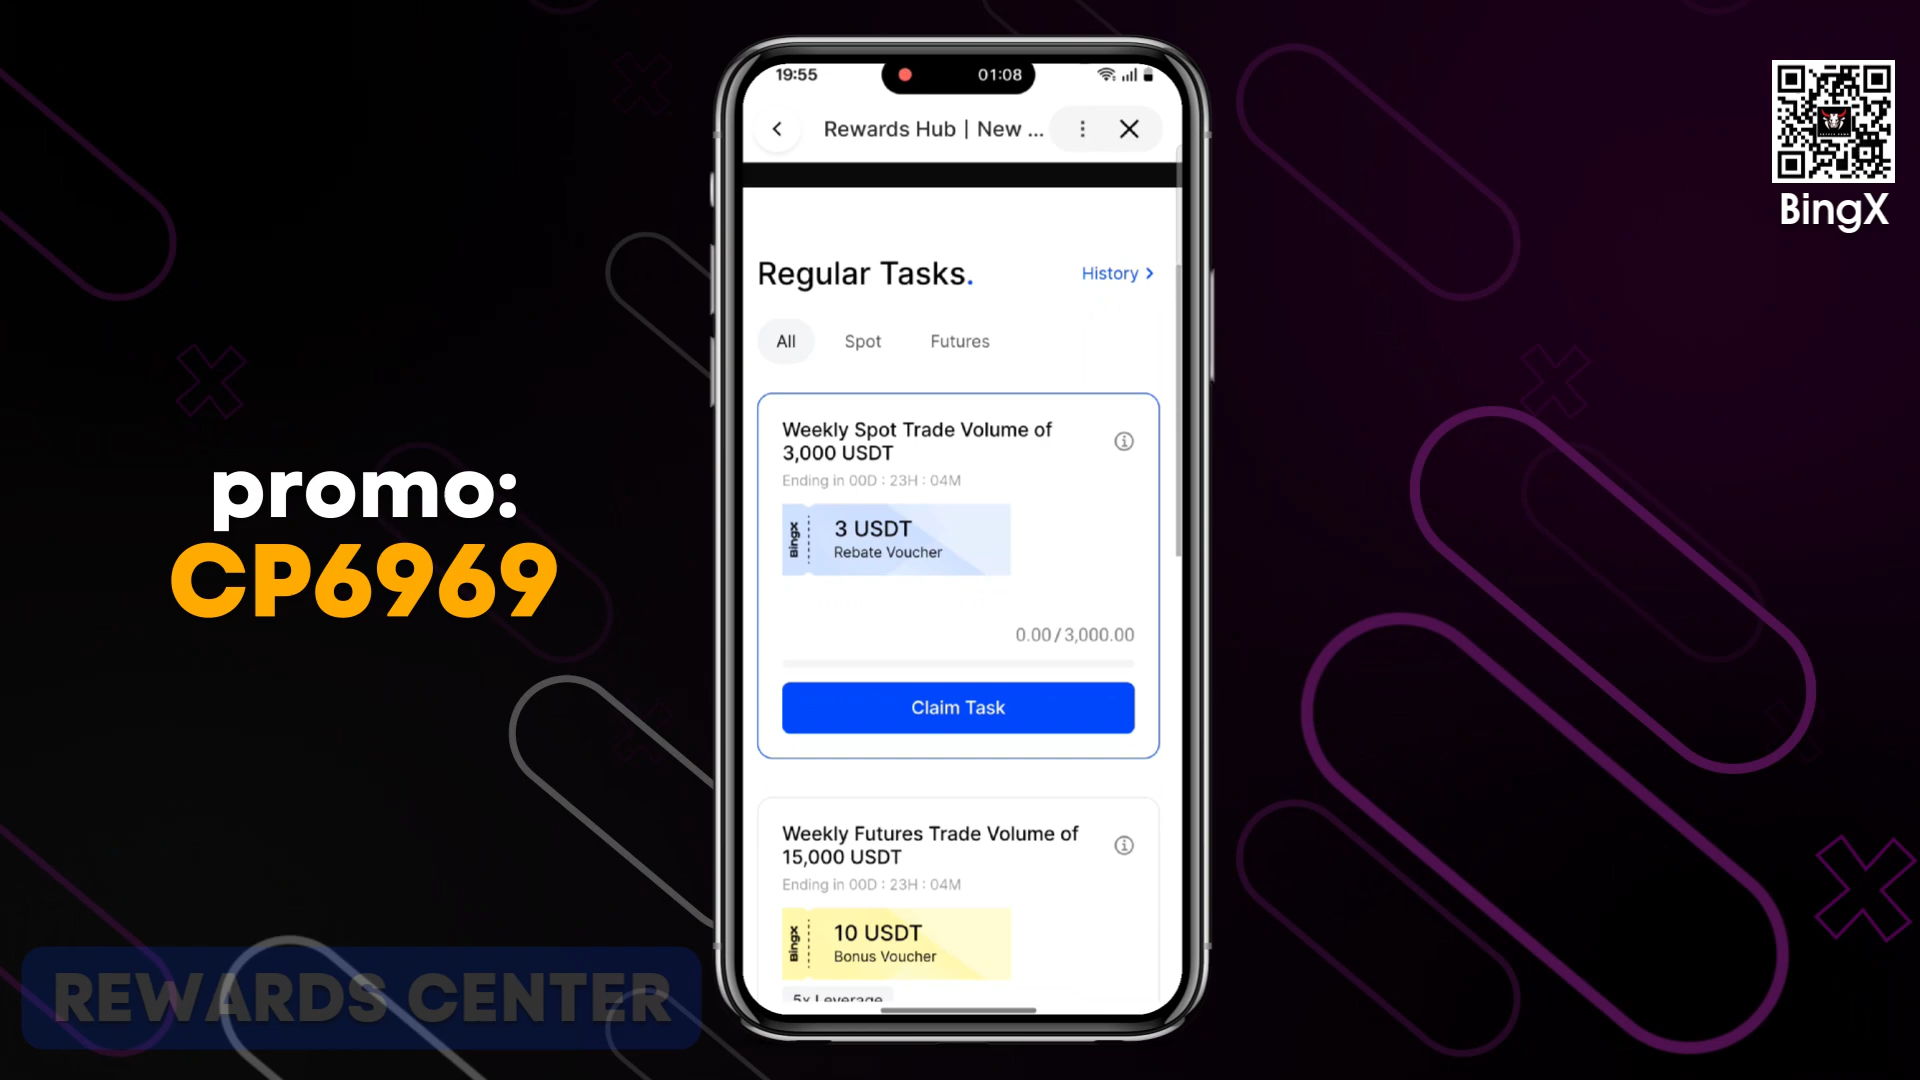 19:55
01:08
Rewards Hub | New ...
BingX
Regular Tasks.
History >
All
Spot
Futures
Weekly Spot Trade Volume of
3,000 USDT
Ending in 00D : 23H : 04M
BingX
3 USDT
Rebate Voucher
0.00/3,000.00
Claim Task
promo:
CP6969
Weekly Futures Trade Volume of
15,000 USDT
Ending in 00D : 23H : 04M
BingX
10 USDT
Bonus Voucher
5x Leverage
REWARDS CENTER